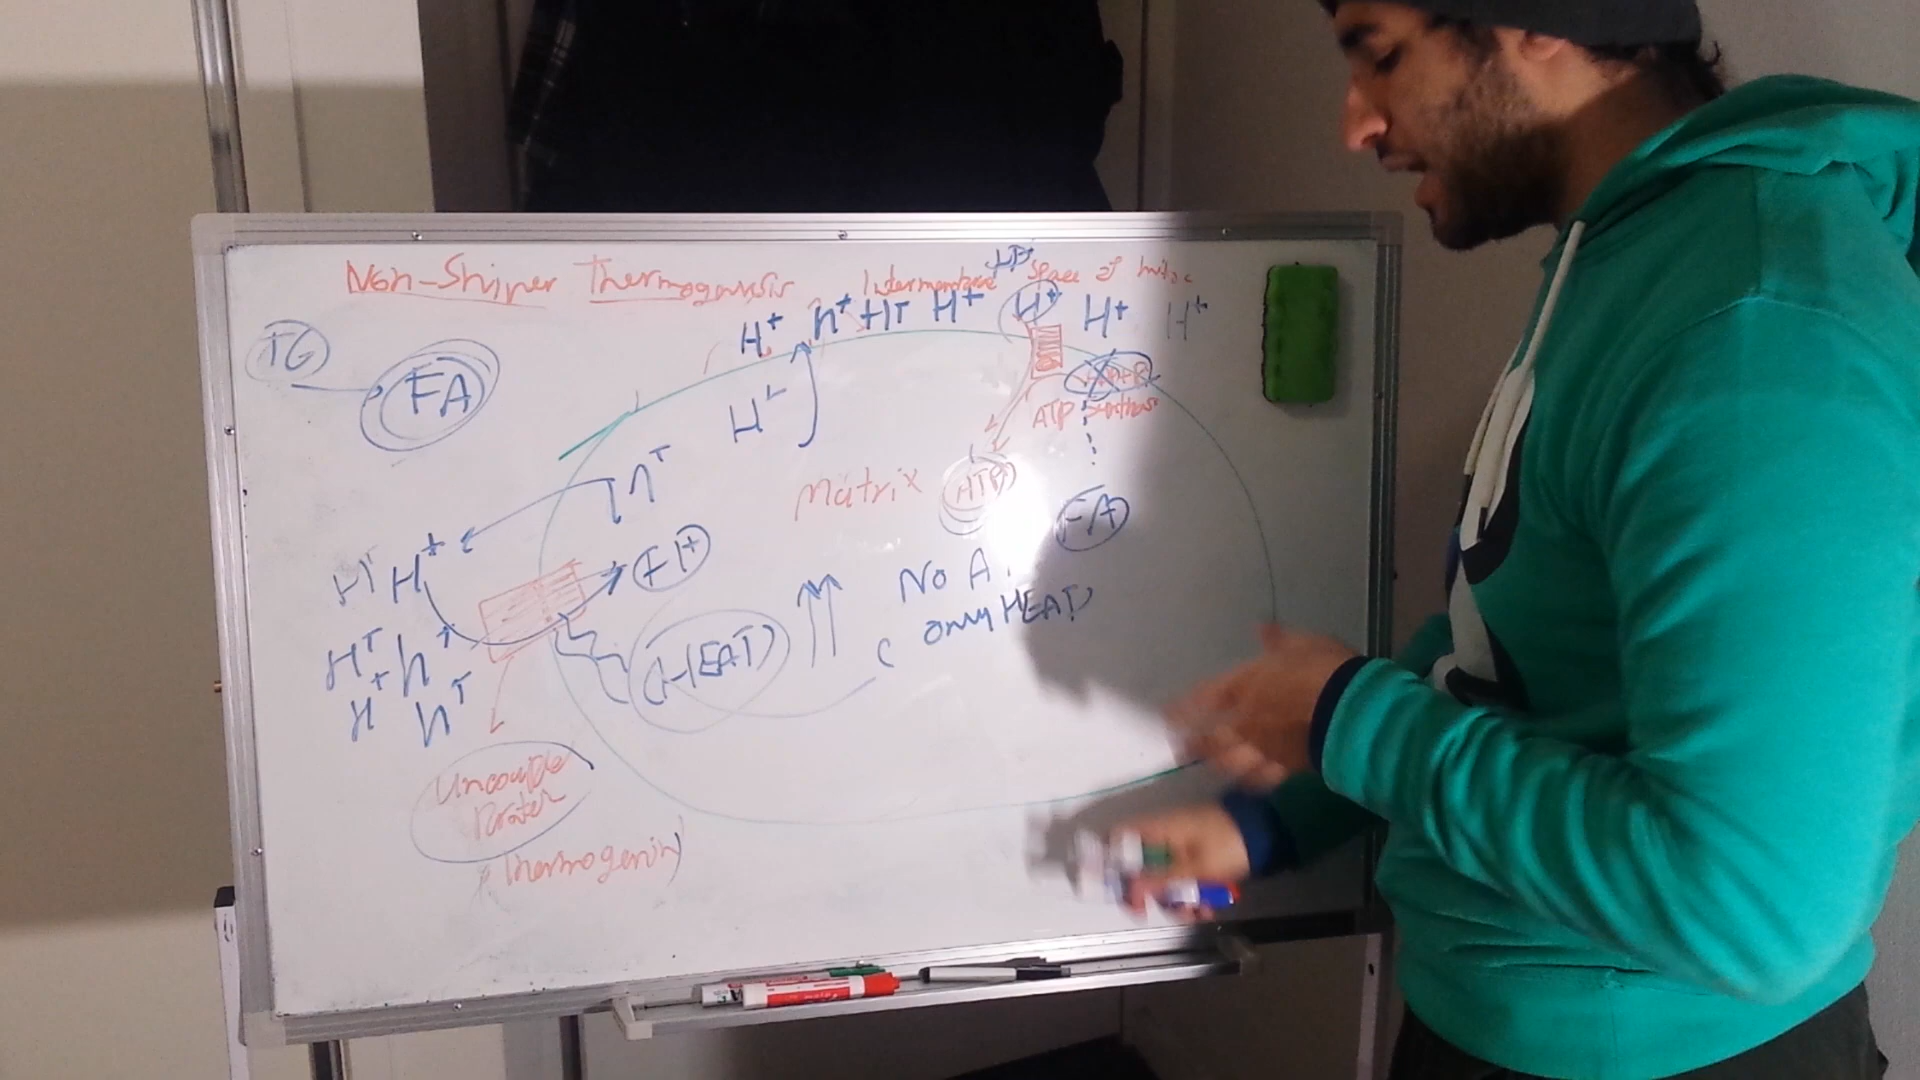 Non-Shiver Thermogenesis
Intermembrane space of mitoc
H+ H+ H+ H+ H+ H+ H+
TG
FA
H+
ATP synthase
H+
Matrix
ATP
FA
H+ H+
H+
No A
only HEAT)
(HEAT)
H+ H+
H+ H+
Uncouple
Protei
Thermogenin)